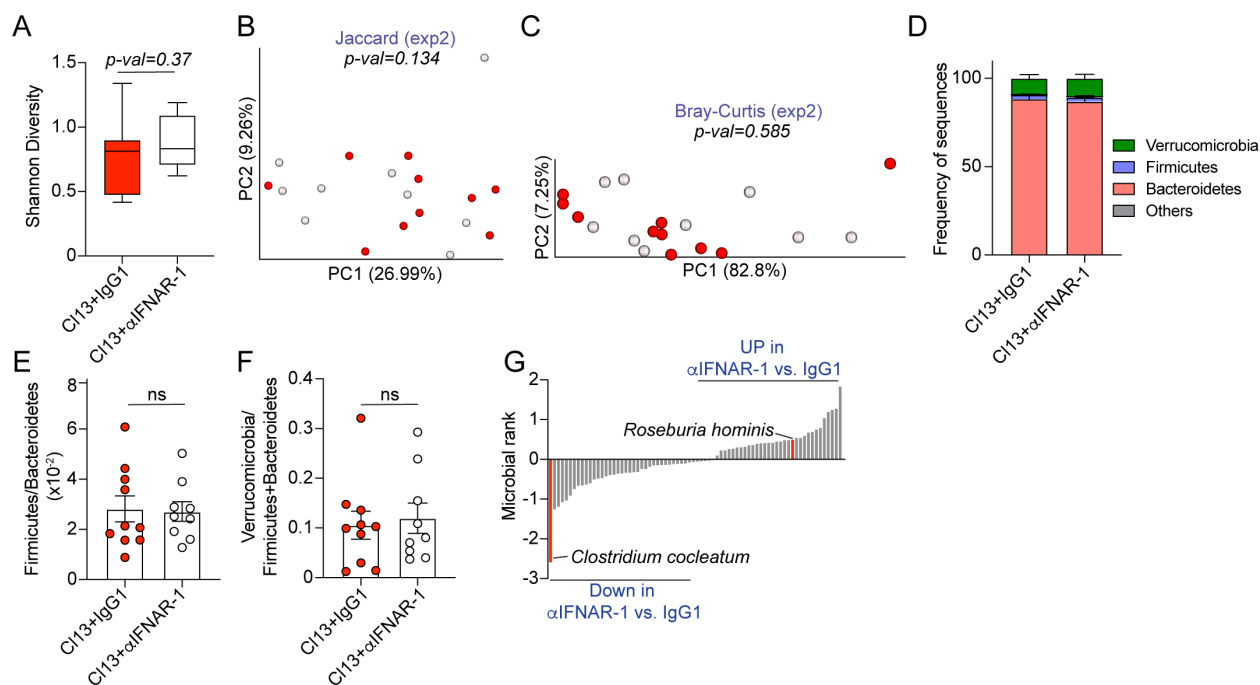 A
p-val=0.37
1.5
1.0
0.5
0
Shannon Diversity
Cl13+IgG1
Cl13+αIFNAR-1
B
Jaccard (exp2)
p-val=0.134
PC2 (9.26%)
PC1 (26.99%)
C
Bray-Curtis (exp2)
p-val=0.585
PC2 (7.25%)
PC1 (82.8%)
D
100
50
0
Frequency of sequences
Cl13+IgG1
Cl13+αIFNAR-1
Verrucomicrobia
Firmicutes
Bacteroidetes
Others
E
ns
8
6
4
2
0
Firmicutes/Bacteroidetes
(x10-2)
Cl13+IgG1
Cl13+αIFNAR-1
F
ns
0.4
0.3
0.2
0.1
0
Verrucomicrobia/
Firmicutes+Bacteroidetes
Cl13+IgG1
Cl13+αIFNAR-1
G
UP in
αIFNAR-1 vs. IgG1
2
1
0
-1
-2
-3
Microbial rank
Roseburia hominis
Clostridium cocleatum
Down in
αIFNAR-1 vs. IgG1